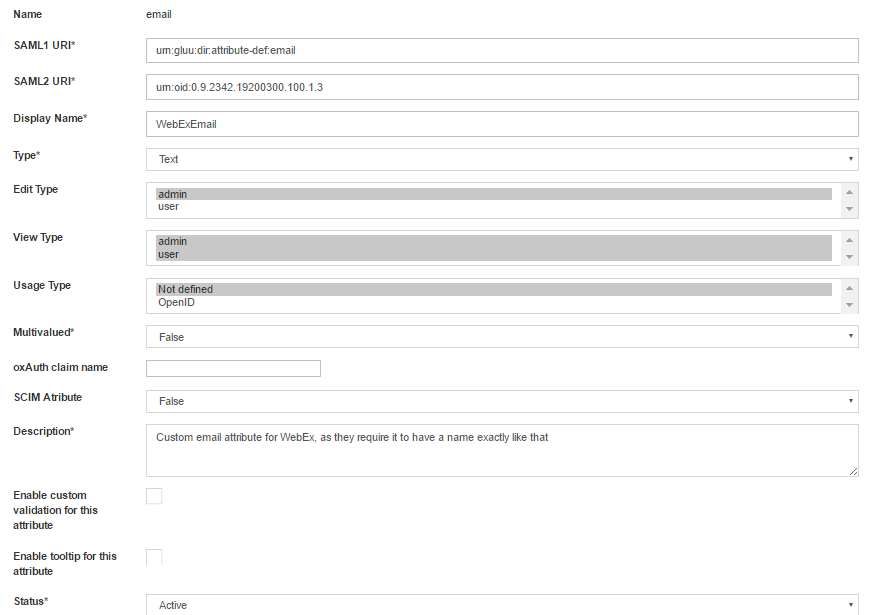 Name email
SAML1 URI* urn:gluu:dir:attribute-def:email
SAML2 URI* urn:oid:0.9.2342.19200300.100.1.3
Display Name* WebExEmail
Type* Text
Edit Type admin
user
View Type admin
user
Usage Type Not defined
OpenID
Multivalued* False
oxAuth claim name
SCIM Atribute False
Description* Custom email attribute for WebEx, as they require it to have a name exactly like that
Enable custom
validation for this
attribute
Enable tooltip for this
attribute
Status* Active